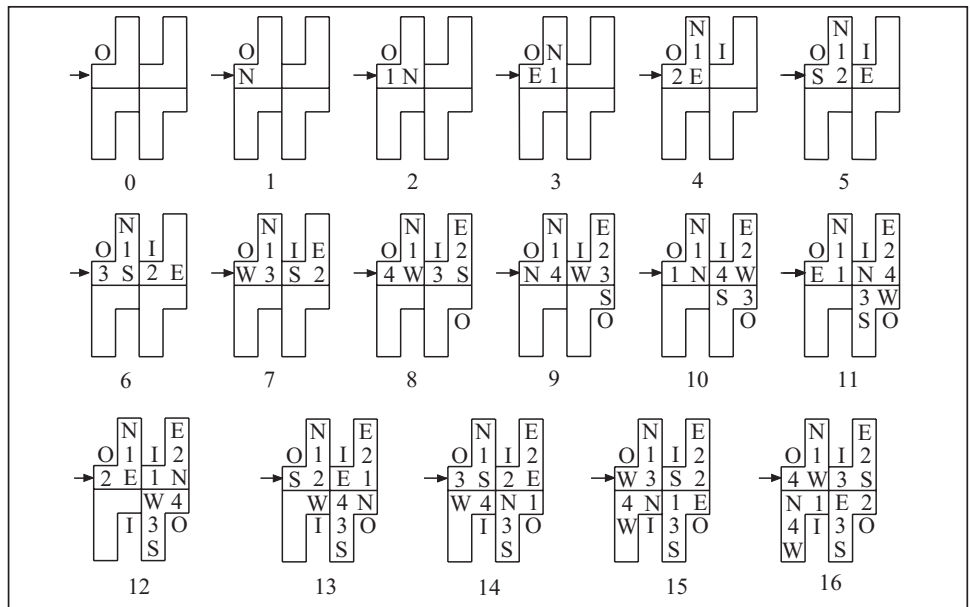 O
0
O
N
1
O
1 N
2
O N
E 1
3
N
O 1 I
2 E
4
N
O 1 I
S 2 E
5
N
O 1 I
3 S 2 E
6
N
O 1 I E
W 3 S 2
7
N E
O 1 I 2
4 W 3 S
O
8
N E
O 1 I 2
N 4 W 3
S
O
9
N E
O 1 I 2
1 N 4 W
S 3
O
10
N E
O 1 I 2
E 1 N 4
3 W
S O
11
N E
O 1 I 2
2 E 1 N
W 4
I 3 O
S
12
N E
O 1 I 2
S 2 E 1
W 4 N
I 3 O
S
13
N E
O 1 I 2
3 S 2 E
W 4 N 1
I 3 O
S
14
N E
O 1 I 2
W 3 S 2
4 N 1 E
W I 3 O
S
15
N E
O 1 I 2
4 W 3 S
N 1 E 2
4 I 3 O
W S
16